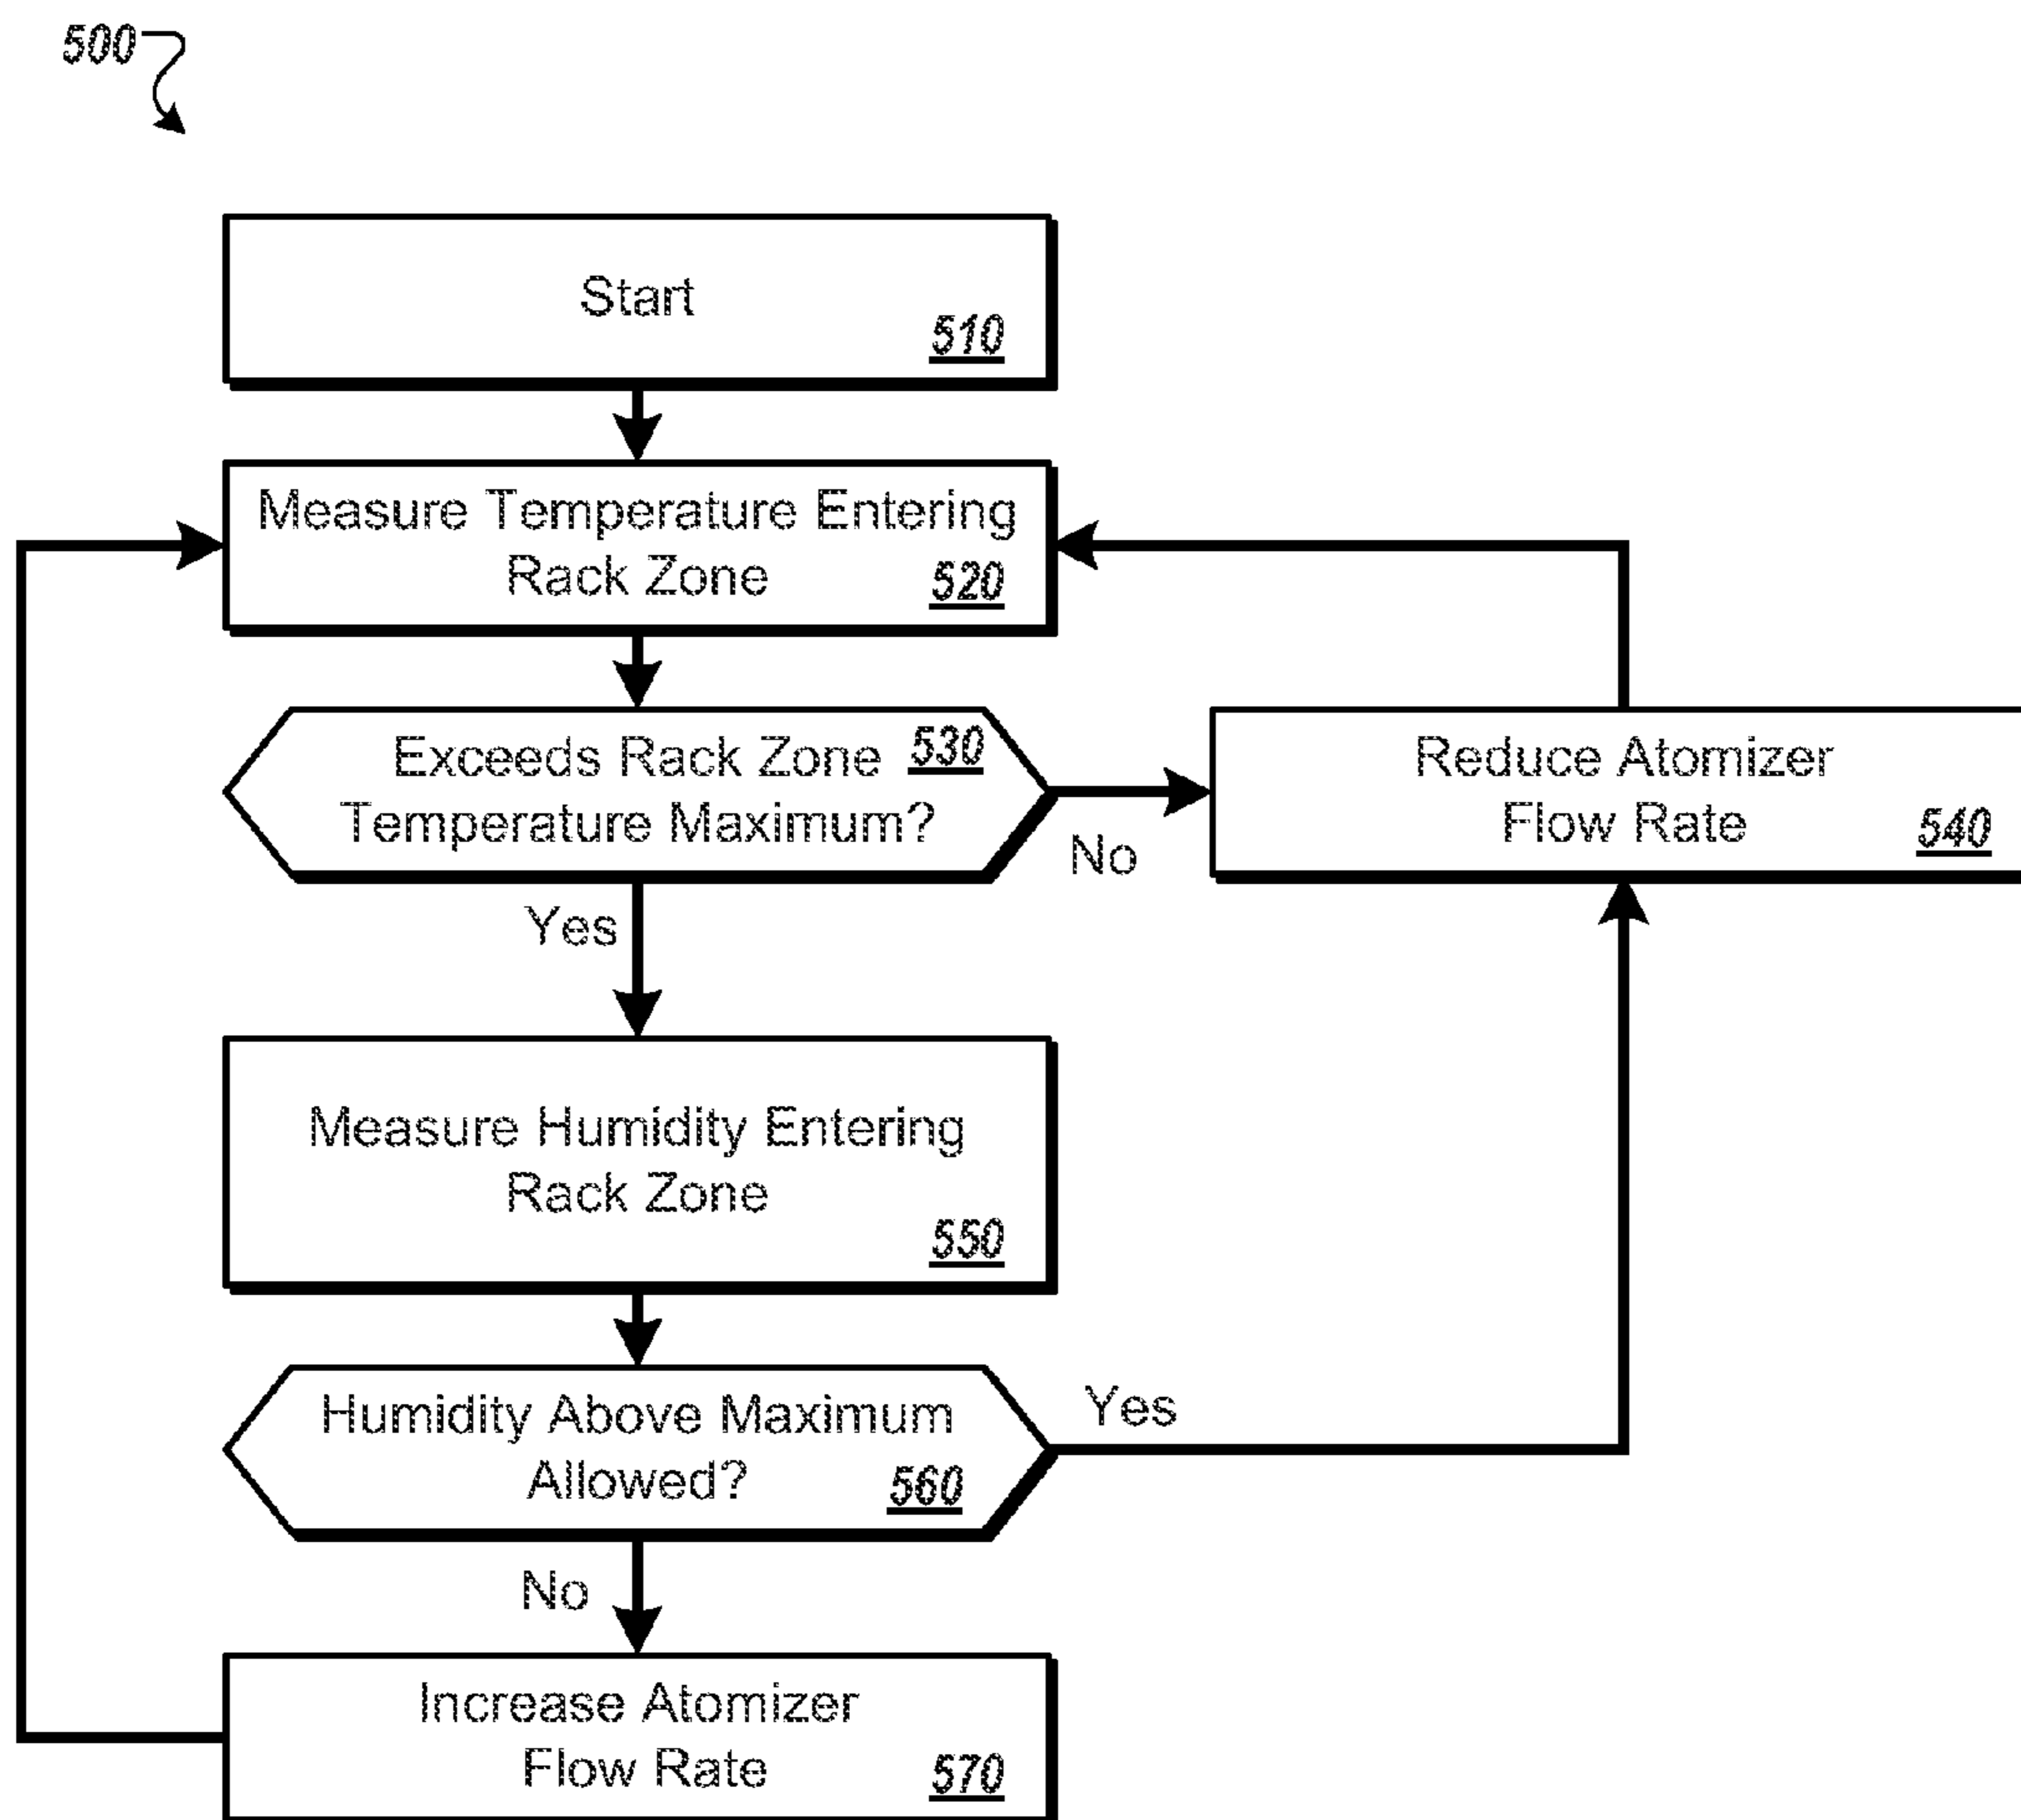 500
Start
510
Measure Temperature Entering
Rack Zone 520
Exceeds Rack Zone 530
Temperature Maximum?
No
Reduce Atomizer
Flow Rate 540
Yes
Measure Humidity Entering
Rack Zone
550
Humidity Above Maximum
Allowed? 560
Yes
No
Increase Atomizer
Flow Rate 570